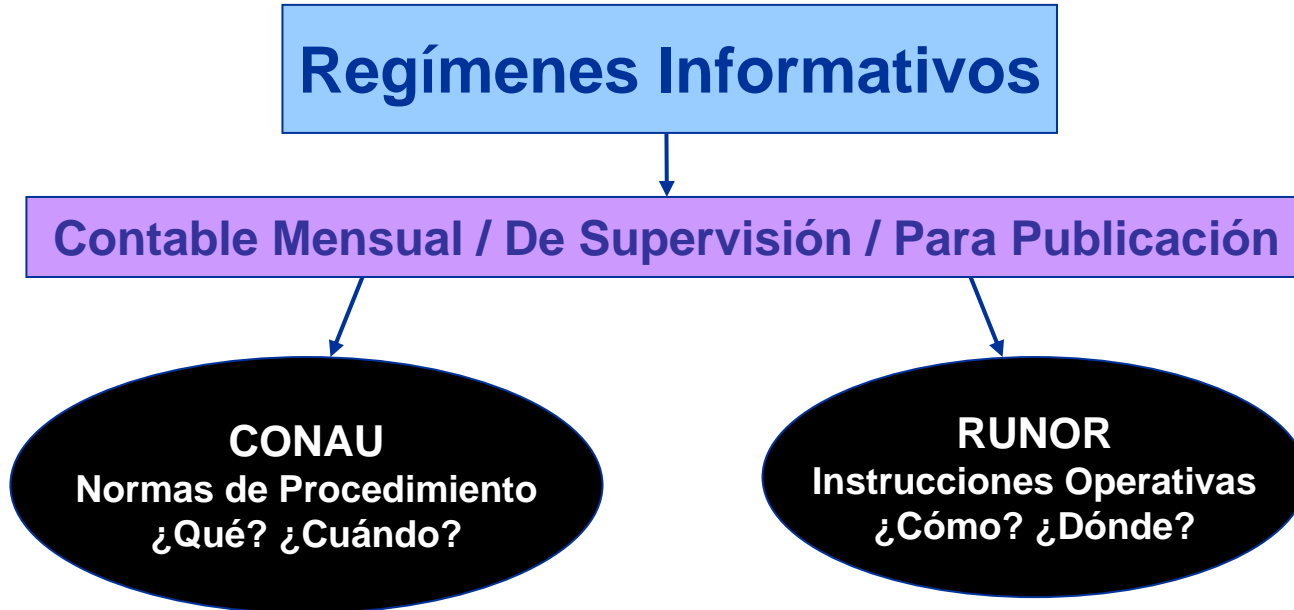 Regímenes Informativos
Contable Mensual / De Supervisión / Para Publicación
CONAU
Normas de Procedimiento
¿Qué? ¿Cuándo?
RUNOR
Instrucciones Operativas
¿Cómo? ¿Dónde?